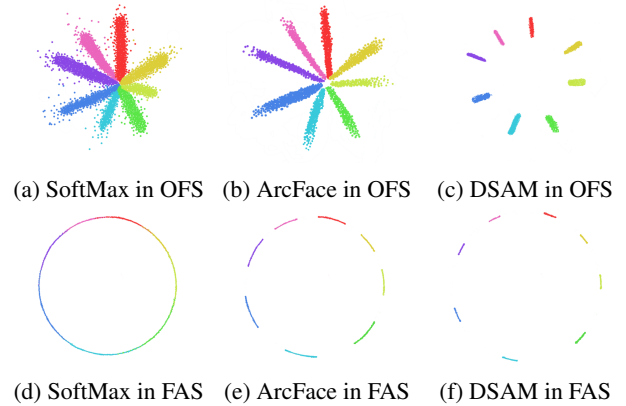 (a) SoftMax in OFS (b) ArcFace in OFS (c) DSAM in OFS
(d) SoftMax in FAS (e) ArcFace in FAS (f) DSAM in FAS